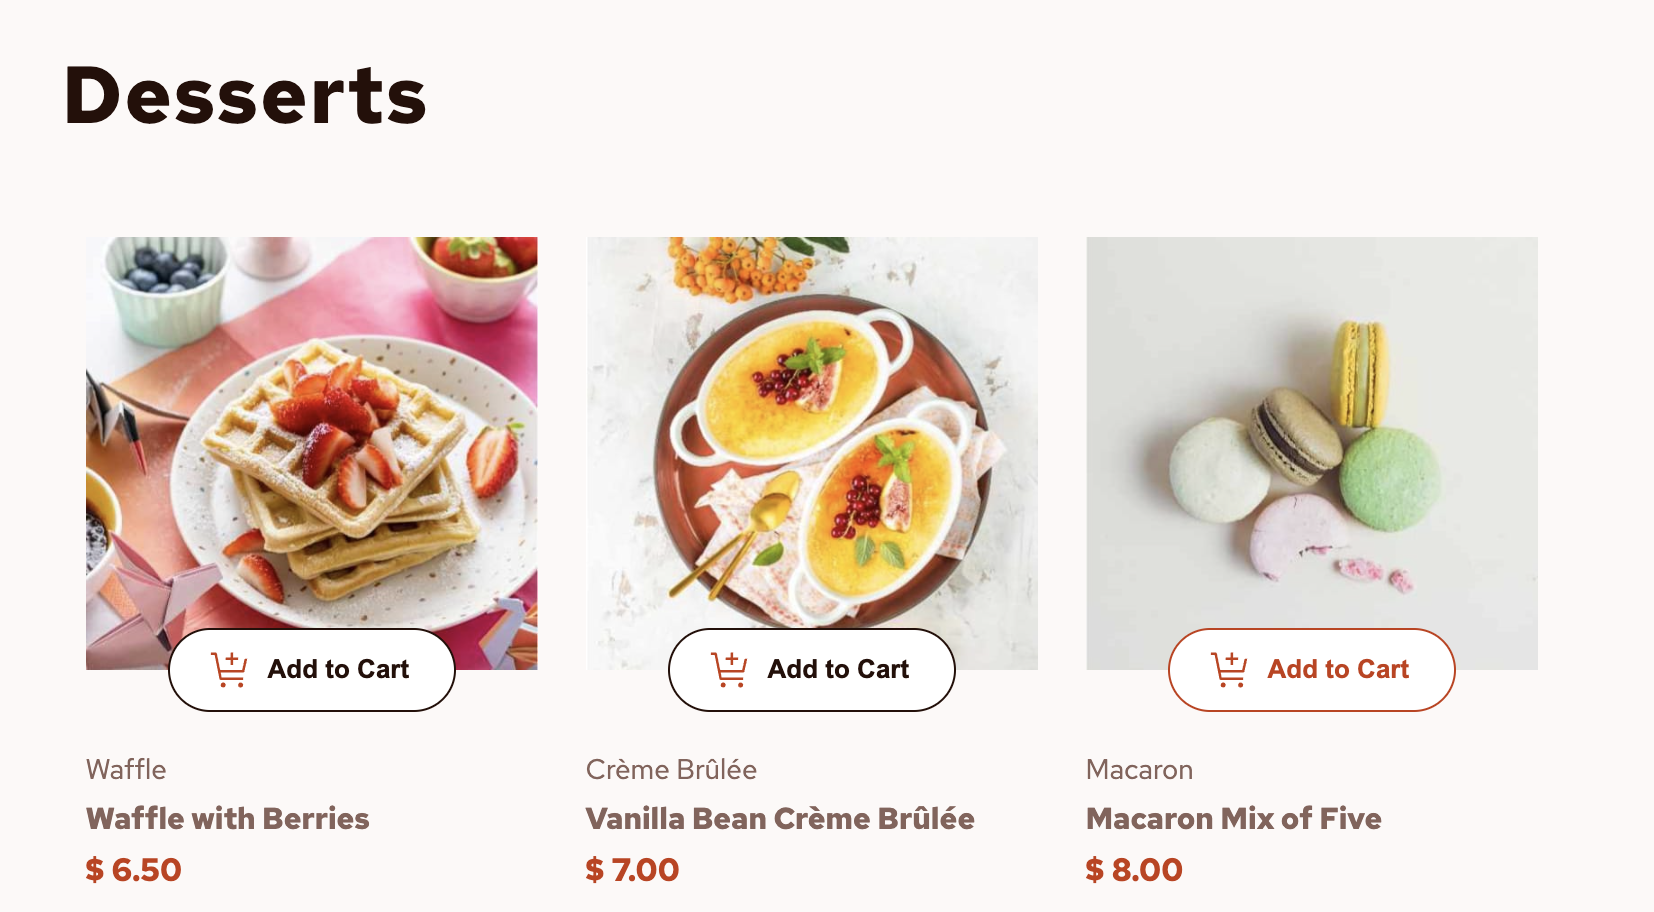 Desserts
Add to Cart
Add to Cart
Add to Cart
Waffle
Waffle with Berries
$ 6.50
Crème Brûlée
Vanilla Bean Crème Brûlée
$ 7.00
Macaron
Macaron Mix of Five
$ 8.00